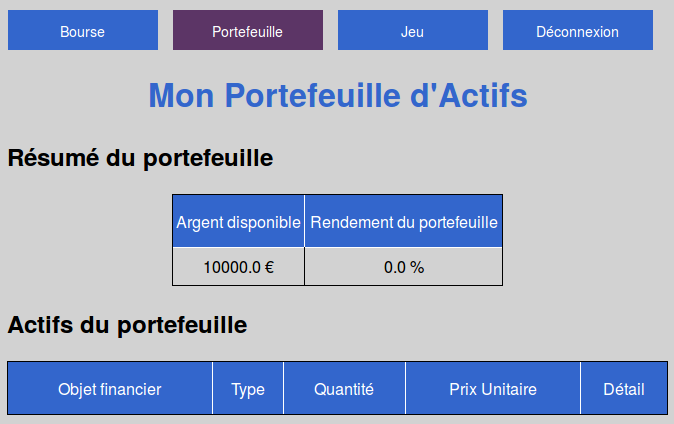 Bourse Portefeuille Jeu Déconnexion
Mon Portefeuille d'Actifs
Résumé du portefeuille
Argent disponible Rendement du portefeuille
10000.0 € 0.0 %
Actifs du portefeuille
Objet financier Type Quantité Prix Unitaire Détail